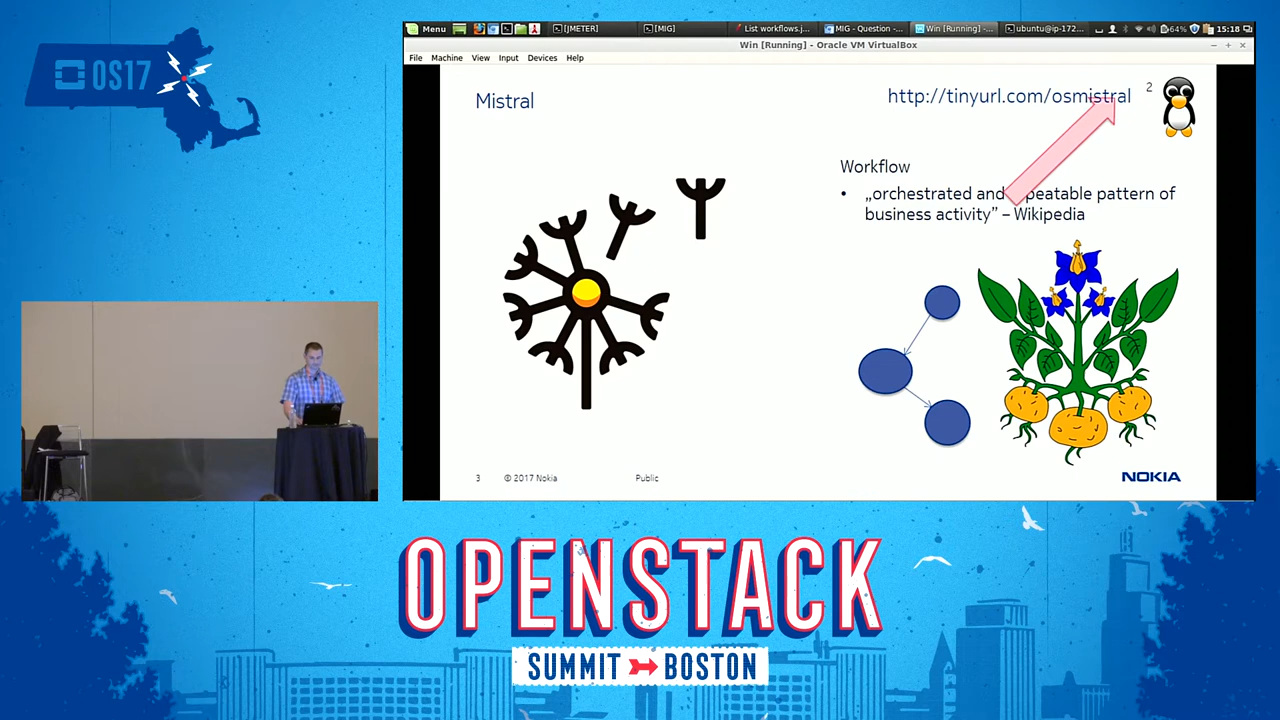 OS17
Menu
[JMETER]
[MIG]
List workflows.j...
MIG - Question -...
Win [Running] -...
ubuntu@ip-172...
64%
15:18
Win [Running] - Oracle VM VirtualBox
File Machine View Input Devices Help
Mistral
http://tinyurl.com/osmistral
2
Workflow
• „orchestrated and peatable pattern of
business activity” – Wikipedia
3 © 2017 Nokia Public
NOKIA
OPENSTACK
SUMMIT BOSTON